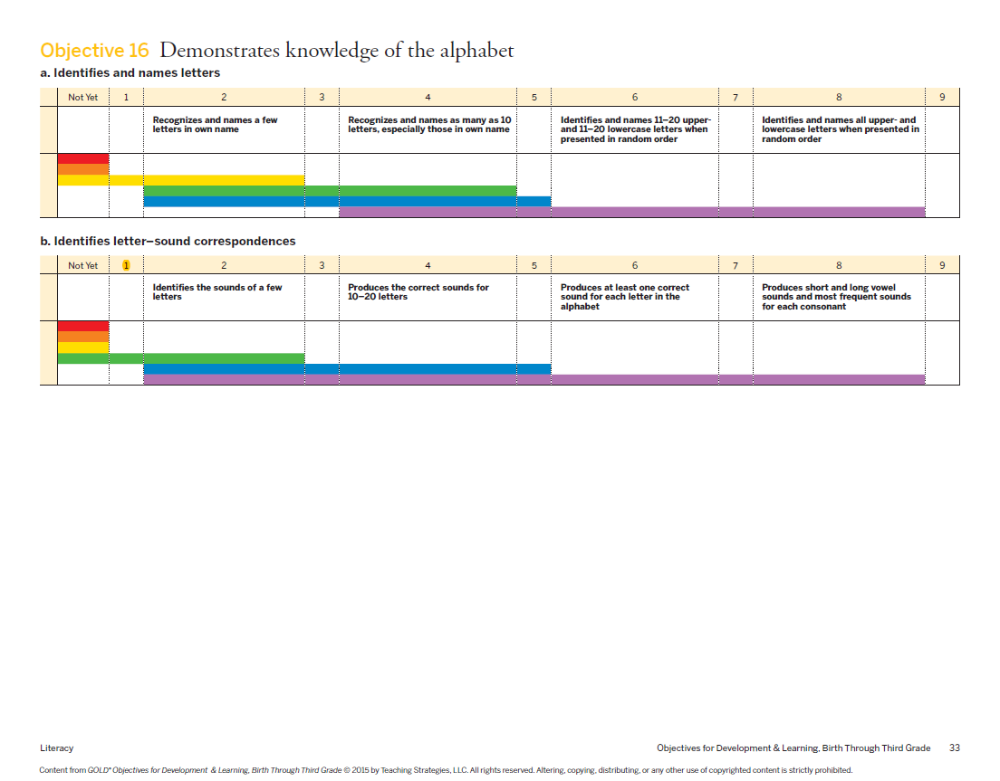 Objective 16 Demonstrates knowledge of the alphabet
a. Identifies and names letters
Not Yet 1 2 3 4 5 6 7 8 9
Recognizes and names a few
letters in own name
Recognizes and names as many as 10
letters, especially those in own name
Identifies and names 11–20 upper-
and 11–20 lowercase letters when
presented in random order
Identifies and names all upper- and
lowercase letters when presented in
random order
b. Identifies letter–sound correspondences
Not Yet 1 2 3 4 5 6 7 8 9
Identifies the sounds of a few
letters
Produces the correct sounds for
10–20 letters
Produces at least one correct
sound for each letter in the
alphabet
Produces short and long vowel
sounds and most frequent sounds
for each consonant
Literacy
Objectives for Development & Learning, Birth Through Third Grade 33
Content from GOLD® Objectives for Development & Learning, Birth Through Third Grade © 2015 by Teaching Strategies, LLC. All rights reserved. Altering, copying, distributing, or any other use of copyrighted content is strictly prohibited.